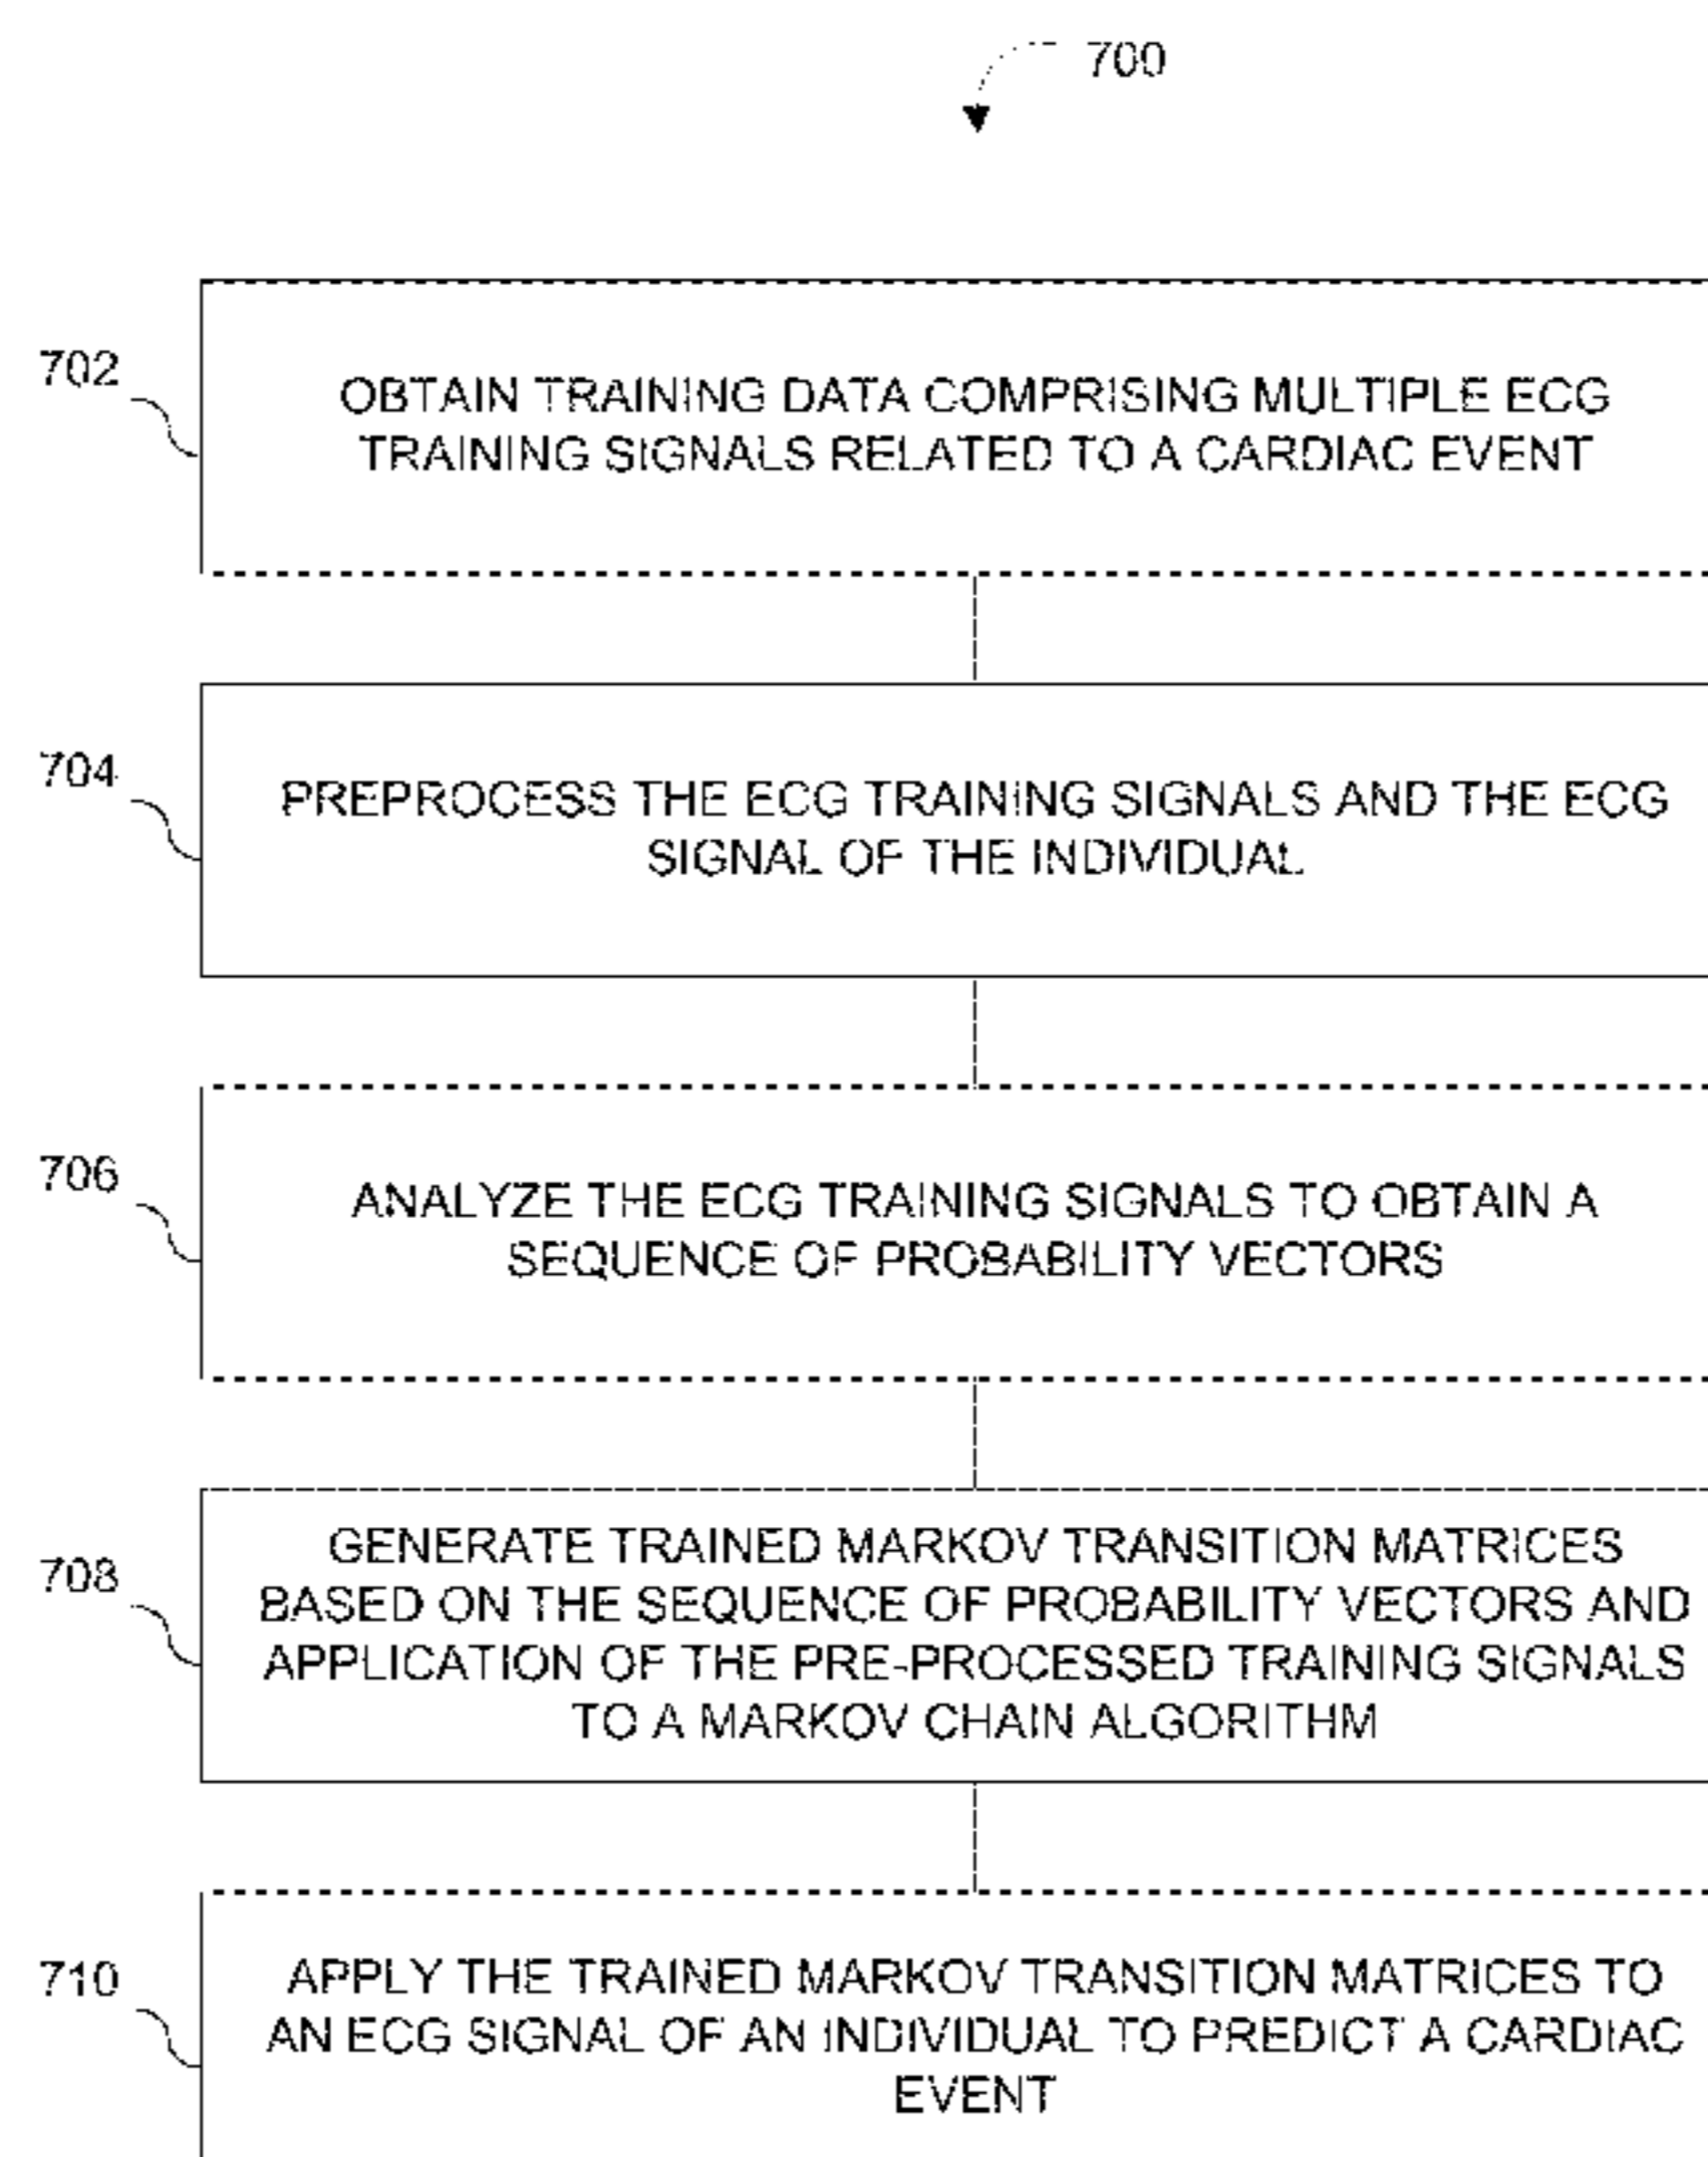 700
702
OBTAIN TRAINING DATA COMPRISING MULTIPLE ECG
TRAINING SIGNALS RELATED TO A CARDIAC EVENT
704
PREPROCESS THE ECG TRAINING SIGNALS AND THE ECG
SIGNAL OF THE INDIVIDUAL
706
ANALYZE THE ECG TRAINING SIGNALS TO OBTAIN A
SEQUENCE OF PROBABILITY VECTORS
708
GENERATE TRAINED MARKOV TRANSITION MATRICES
BASED ON THE SEQUENCE OF PROBABILITY VECTORS AND
APPLICATION OF THE PRE-PROCESSED TRAINING SIGNALS
TO A MARKOV CHAIN ALGORITHM
710
APPLY THE TRAINED MARKOV TRANSITION MATRICES TO
AN ECG SIGNAL OF AN INDIVIDUAL TO PREDICT A CARDIAC
EVENT